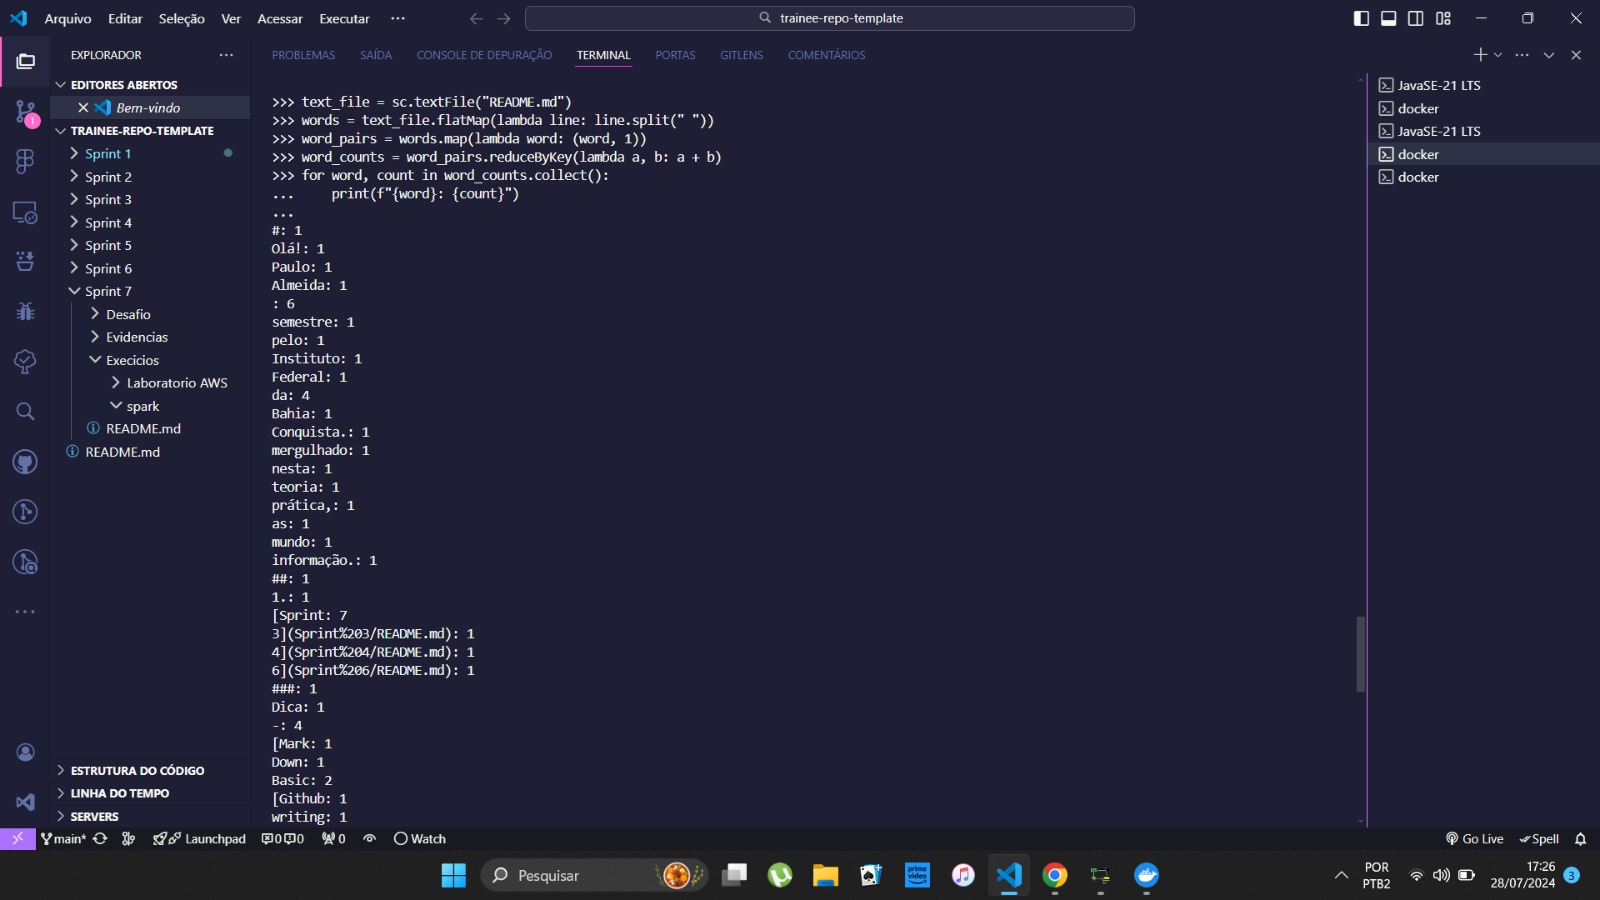 Arquivo Editar Seleção Ver Acessar Executar ···
trainee-repo-template
EXPLORADOR
EDITORES ABERTOS
Bem-vindo
TRAINEE-REPO-TEMPLATE
Sprint 1
Sprint 2
Sprint 3
Sprint 4
Sprint 5
Sprint 6
Sprint 7
Desafio
Evidencias
Execicios
Laboratorio AWS
spark
README.md
README.md
ESTRUTURA DO CÓDIGO
LINHA DO TEMPO
SERVERS
1
PROBLEMAS SAÍDA CONSOLE DE DEPURAÇÃO TERMINAL PORTAS GITLENS COMENTÁRIOS
>>> text_file = sc.textFile("README.md")
>>> words = text_file.flatMap(lambda line: line.split(" "))
>>> word_pairs = words.map(lambda word: (word, 1))
>>> word_counts = word_pairs.reduceByKey(lambda a, b: a + b)
>>> for word, count in word_counts.collect():
...     print(f"{word}: {count}")
...
#: 1
Olá!: 1
Paulo: 1
Almeida: 1
: 6
semestre: 1
pelo: 1
Instituto: 1
Federal: 1
da: 4
Bahia: 1
Conquista.: 1
mergulhado: 1
nesta: 1
teoria: 1
prática,: 1
as: 1
mundo: 1
informação.: 1
##: 1
1.: 1
[Sprint: 7
3](Sprint%203/README.md): 1
4](Sprint%204/README.md): 1
6](Sprint%206/README.md): 1
###: 1
Dica: 1
-: 4
[Mark: 1
Down: 1
Basic: 2
[Github: 1
writing: 1
JavaSE-21 LTS
docker
JavaSE-21 LTS
docker
docker
main* Launchpad 0 0 0 Watch Go Live Spell
Pesquisar
prime video
POR
PTB2
17:26
28/07/2024
3